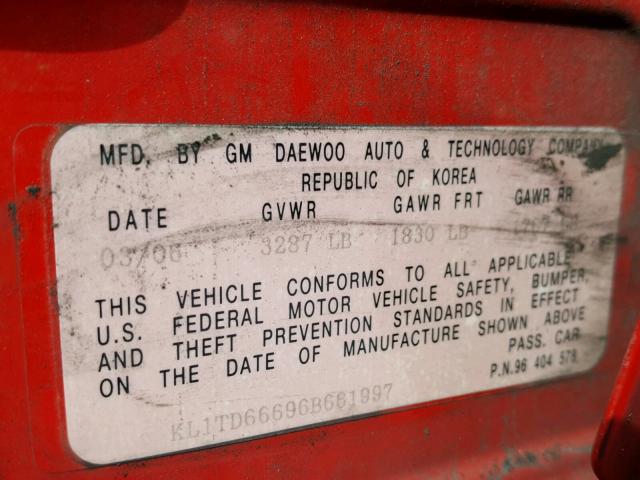 MFD. BY GM DAEWOO AUTO & TECHNOLOGY COMPANY
REPUBLIC OF KOREA
DATE GVWR GAWR FRT GAWR RR
03/06 3287 LB 1830 LB
THIS VEHICLE CONFORMS TO ALL APPLICABLE
U.S. FEDERAL MOTOR VEHICLE SAFETY, BUMPER,
AND THEFT PREVENTION STANDARDS IN EFFECT
ON THE DATE OF MANUFACTURE SHOWN ABOVE
PASS. CAR
P.N.96 404 578
KL1TD66696B661997